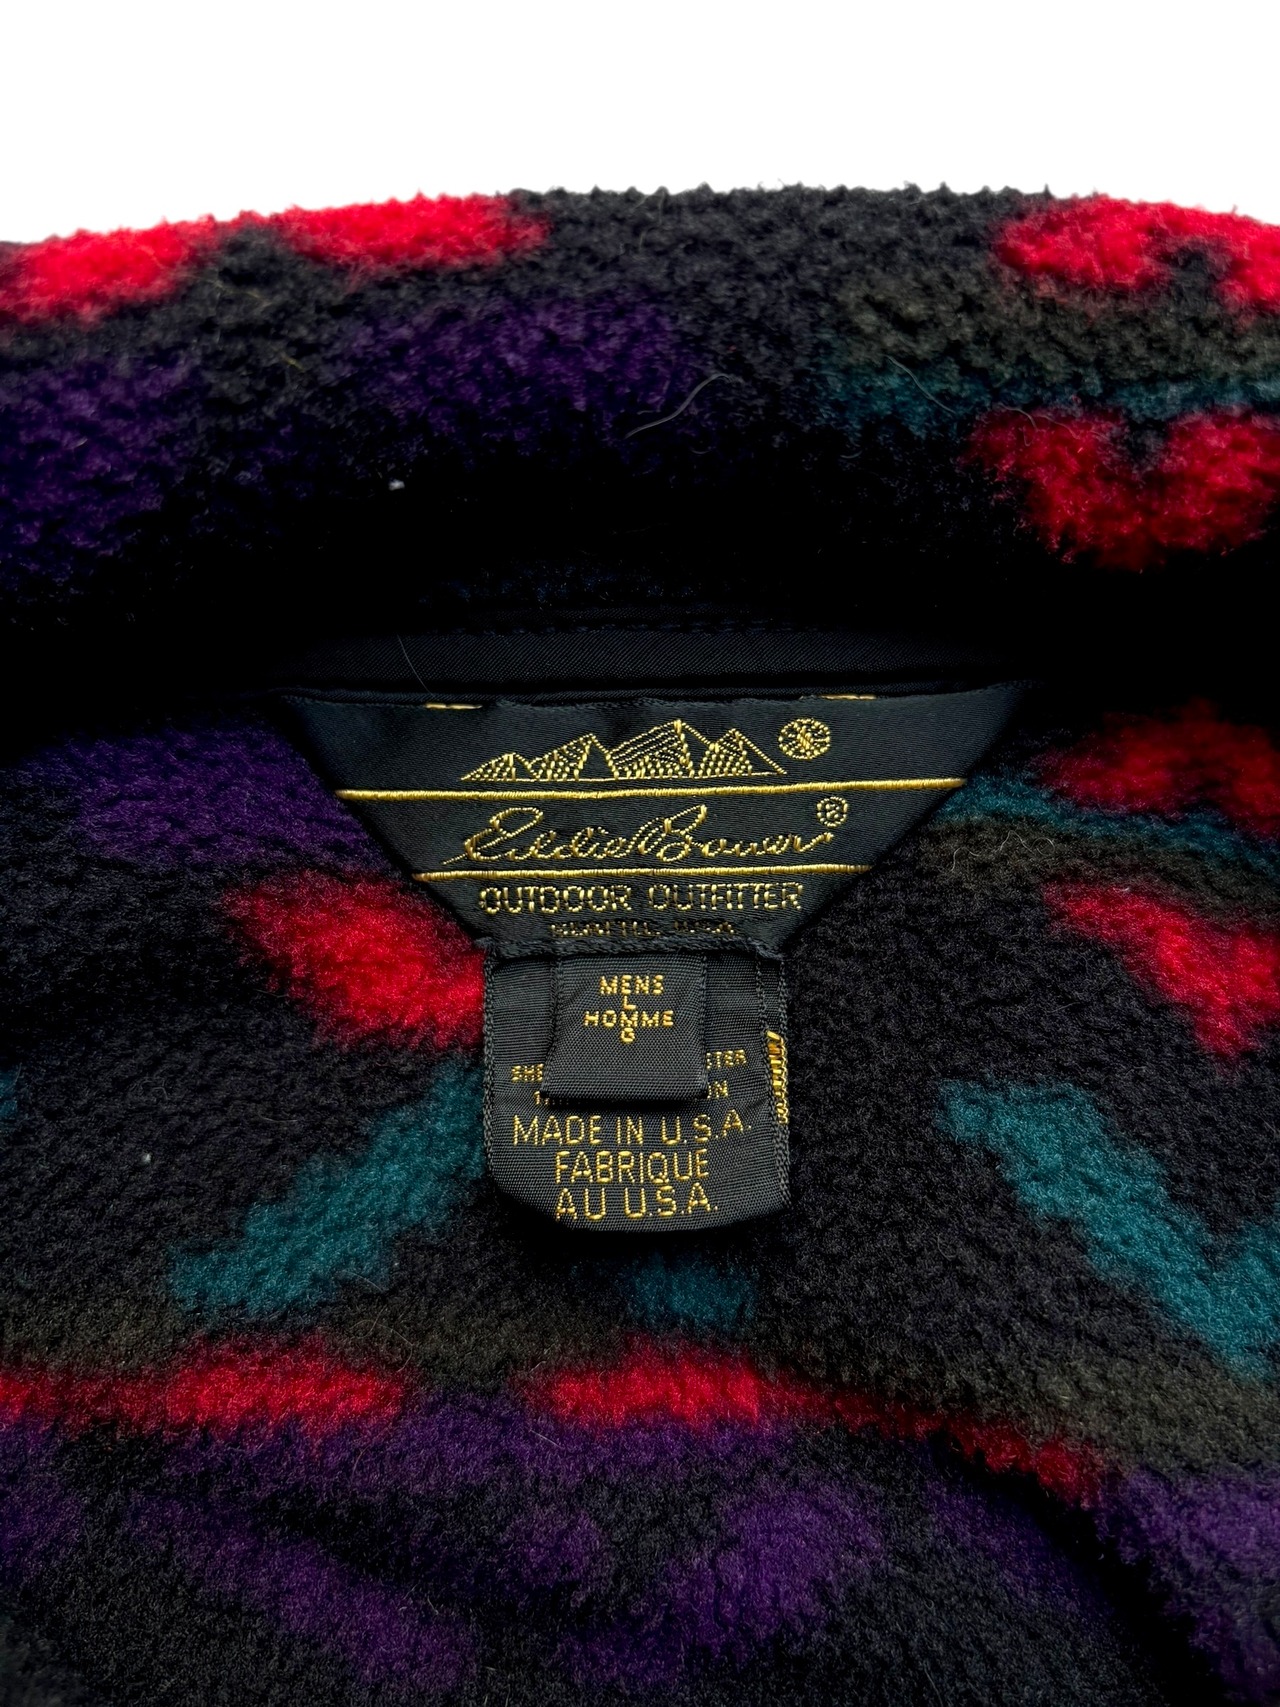 Eddie Bauer®
OUTDOOR OUTFITTER
MENS
L
HOMME
G
MADE IN U.S.A.
FABRIQUE
AU U.S.A.